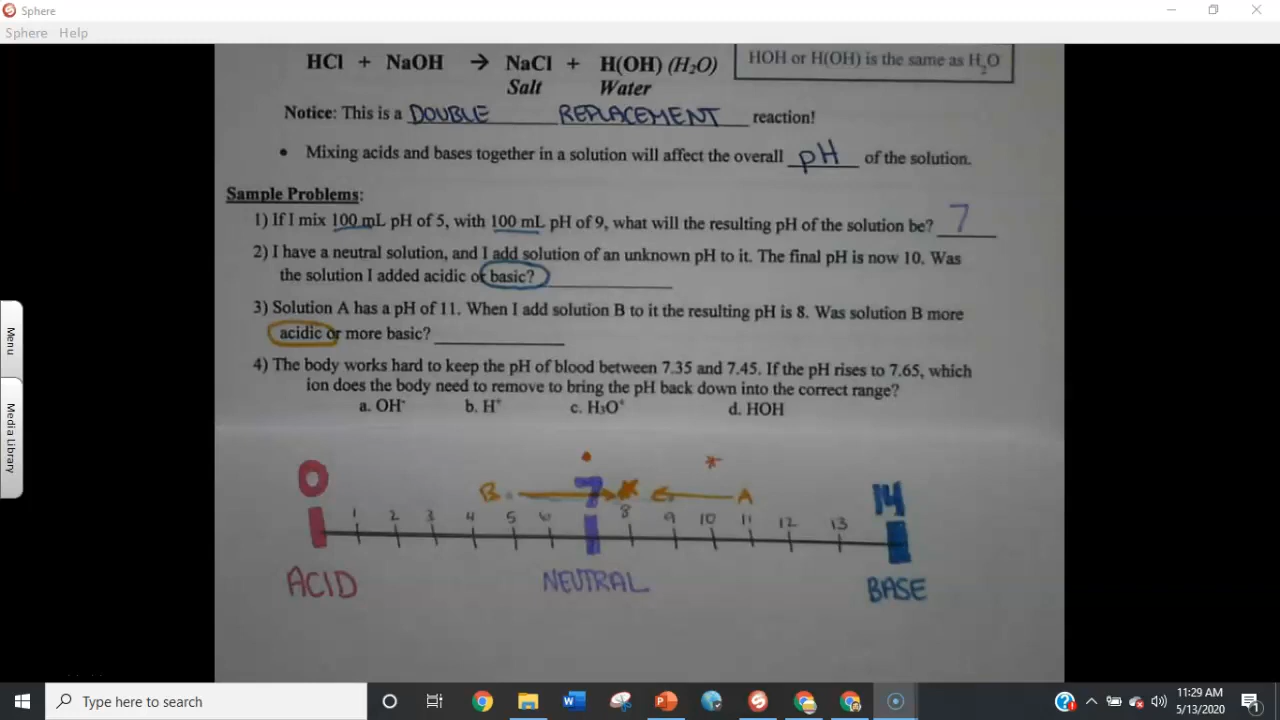 Sphere
Sphere Help
HCl + NaOH → NaCl + H(OH) (H₂O)
HOH or H(OH) is the same as H₂O
Salt Water
Notice: This is a DOUBLE REPLACEMENT reaction!
• Mixing acids and bases together in a solution will affect the overall pH of the solution.
Sample Problems:
1) If I mix 100 mL pH of 5, with 100 mL pH of 9, what will the resulting pH of the solution be? 7
2) I have a neutral solution, and I add solution of an unknown pH to it. The final pH is now 10. Was
the solution I added acidic or basic?
3) Solution A has a pH of 11. When I add solution B to it the resulting pH is 8. Was solution B more
acidic or more basic?
4) The body works hard to keep the pH of blood between 7.35 and 7.45. If the pH rises to 7.65, which
ion does the body need to remove to bring the pH back down into the correct range?
a. OH⁻ b. H⁺ c. H₃O⁺ d. HOH
Menu
Media Library
0 B 7 A 14
1 2 3 4 5 6 8 9 10 11 12 13
ACID NEUTRAL BASE
Type here to search
11:29 AM
5/13/2020
1